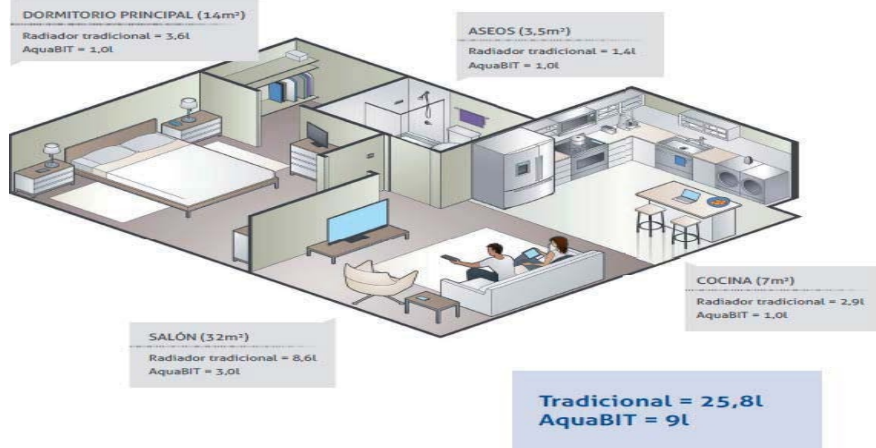 DORMITORIO PRINCIPAL (14m²)
Radiador tradicional = 3,6l
AquaBIT = 1,0l
ASEOS (3,5m²)
Radiador tradicional = 1,4l
AquaBIT = 1,0l
COCINA (7m²)
Radiador tradicional = 2,9l
AquaBIT = 1,0l
SALÓN (32m²)
Radiador tradicional = 8,6l
AquaBIT = 3,0l
Tradicional = 25,8l
AquaBIT = 9l